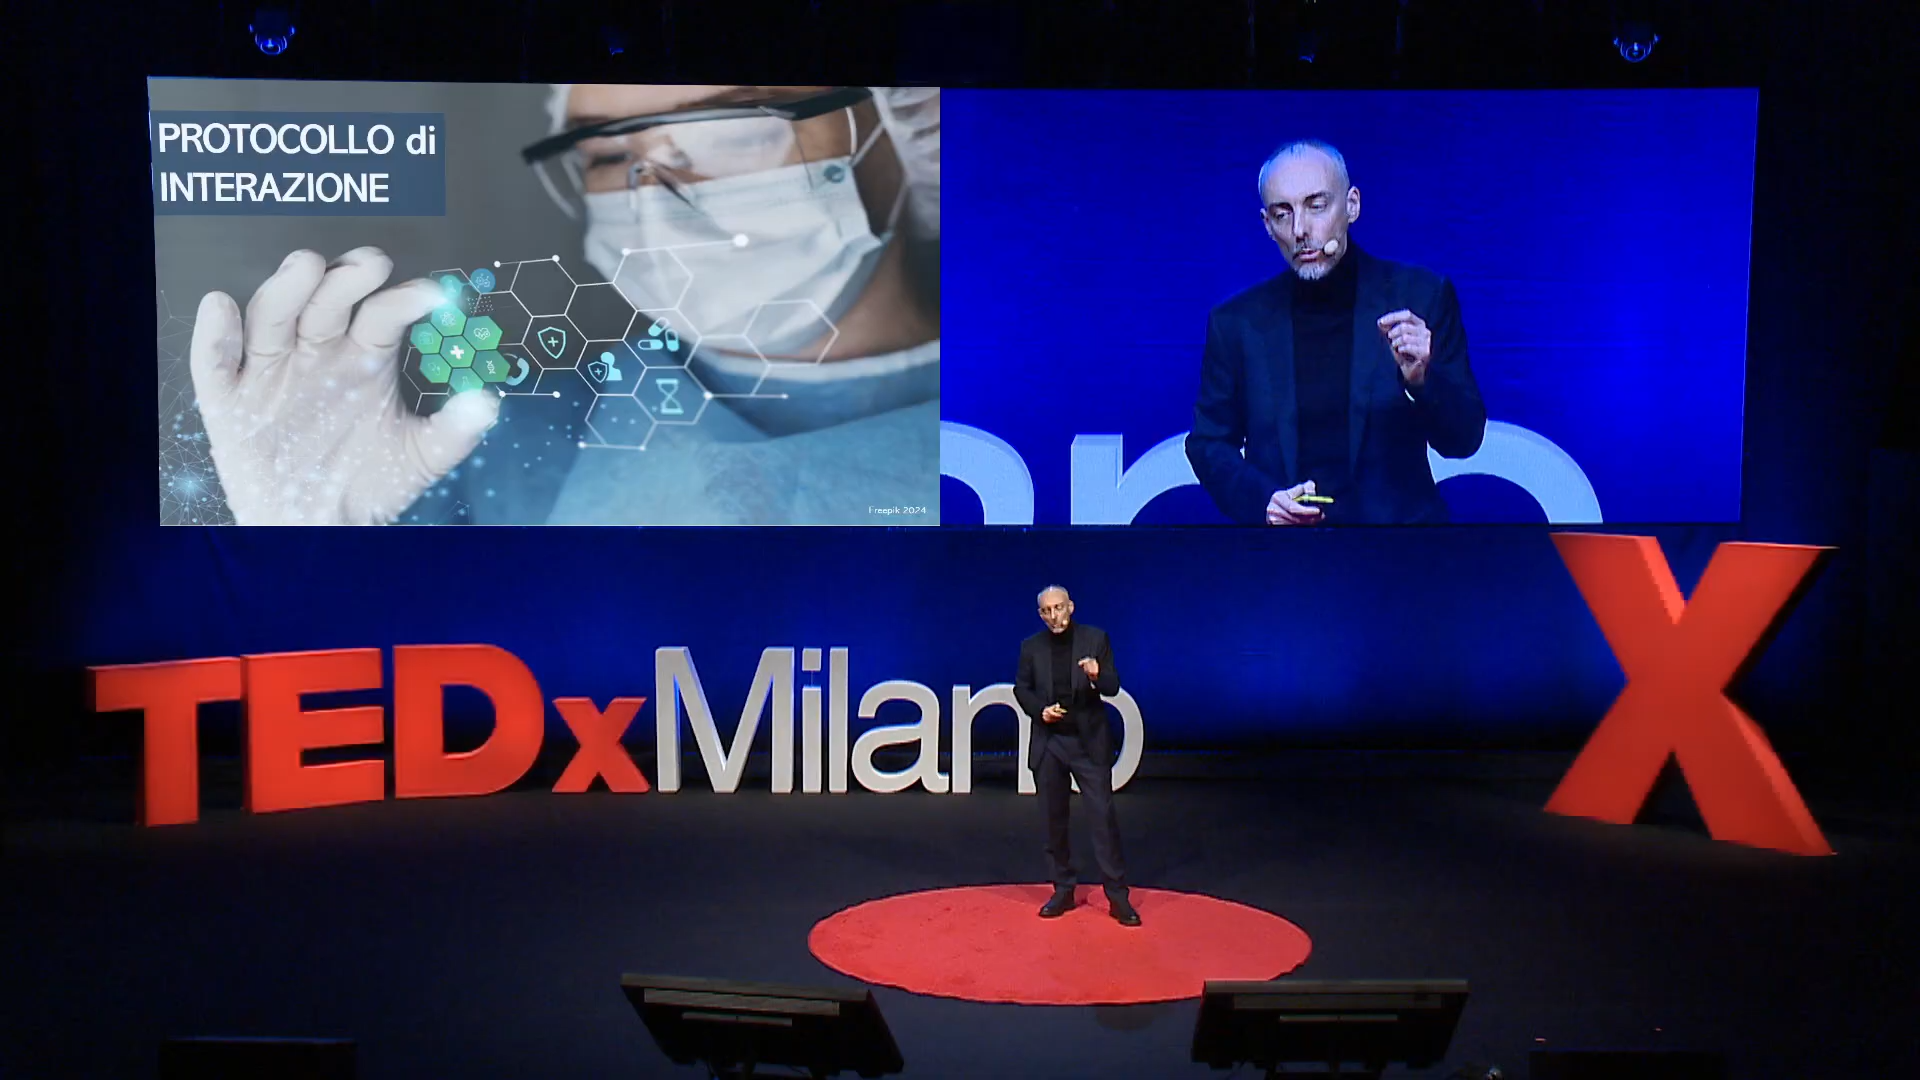 PROTOCOLLO di
INTERAZIONE
Freepik 2024
TEDxMilano
X